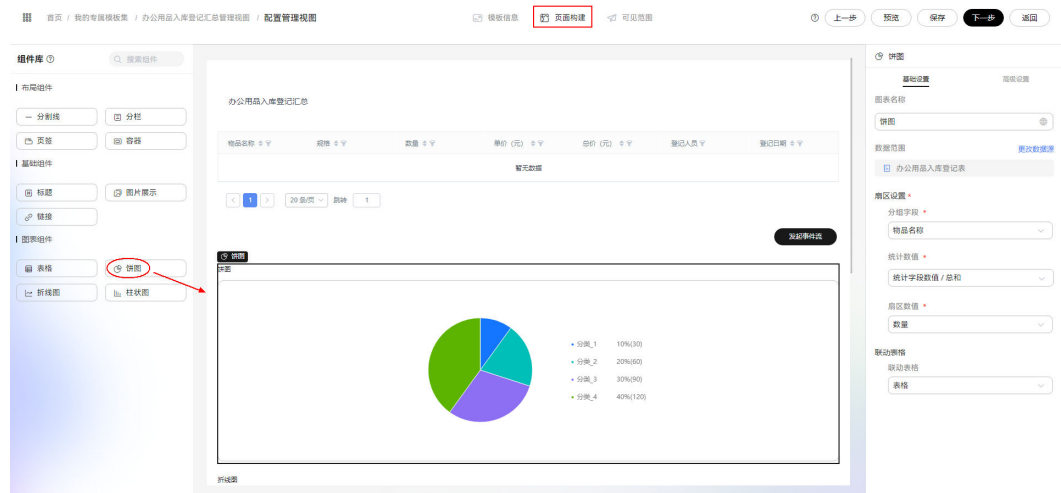 首页 / 我的专属模板集 / 办公用品入库登记汇总管理视图 / 配置管理视图
模板信息 页面构建 可见范围
上一步 预览 保存 下一步 返回
组件库
搜索组件
布局组件
分割线 分栏
页签 容器
基础组件
标题 图片展示
链接
图表组件
表格 饼图
折线图 柱状图
办公用品入库登记汇总
物品名称 规格 数量 单价（元） 总价（元） 登记人员 登记日期
暂无数据
1 20 条/页 跳转 1
发起事件流
饼图
饼图
分类_1 10%(30)
分类_2 20%(60)
分类_3 30%(90)
分类_4 40%(120)
折线图
饼图
基础设置 高级设置
图表名称
饼图
数据范围 更改数据源
办公用品入库登记表
扇区设置 *
分组字段 *
物品名称
统计数值 *
统计字段数值 / 总和
扇区数值 *
数量
联动表格
联动表格
表格